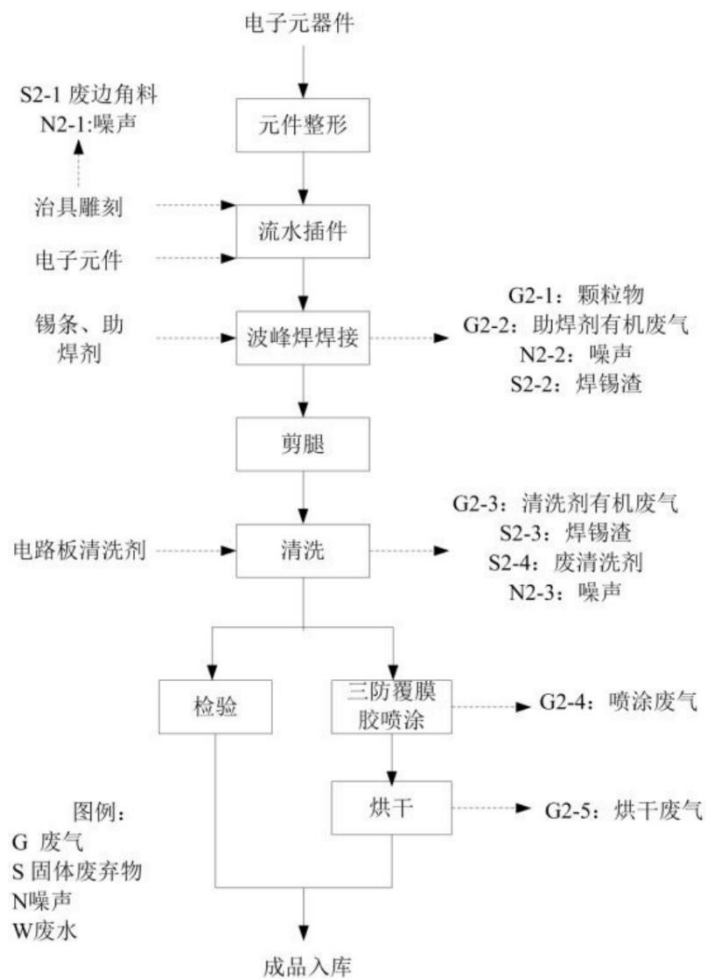 电子元器件
S2-1 废边角料
N2-1:噪声
元件整形
治具雕刻
流水插件
电子元件
锡条、助
焊剂
波峰焊焊接
G2-1：颗粒物
G2-2：助焊剂有机废气
N2-2：噪声
S2-2：焊锡渣
剪腿
电路板清洗剂
清洗
G2-3：清洗剂有机废气
S2-3：焊锡渣
S2-4：废清洗剂
N2-3：噪声
检验
三防覆膜
胶喷涂
G2-4：喷涂废气
烘干
G2-5：烘干废气
图例：
G 废气
S 固体废弃物
N噪声
W废水
成品入库